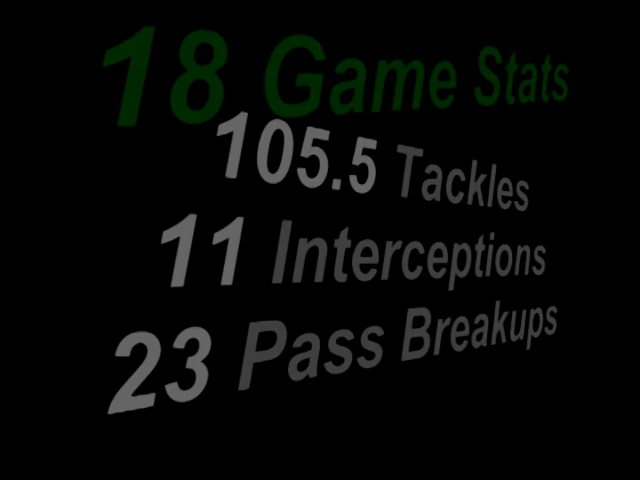 18 Game Stats
105.5 Tackles
11 Interceptions
23 Pass Breakups